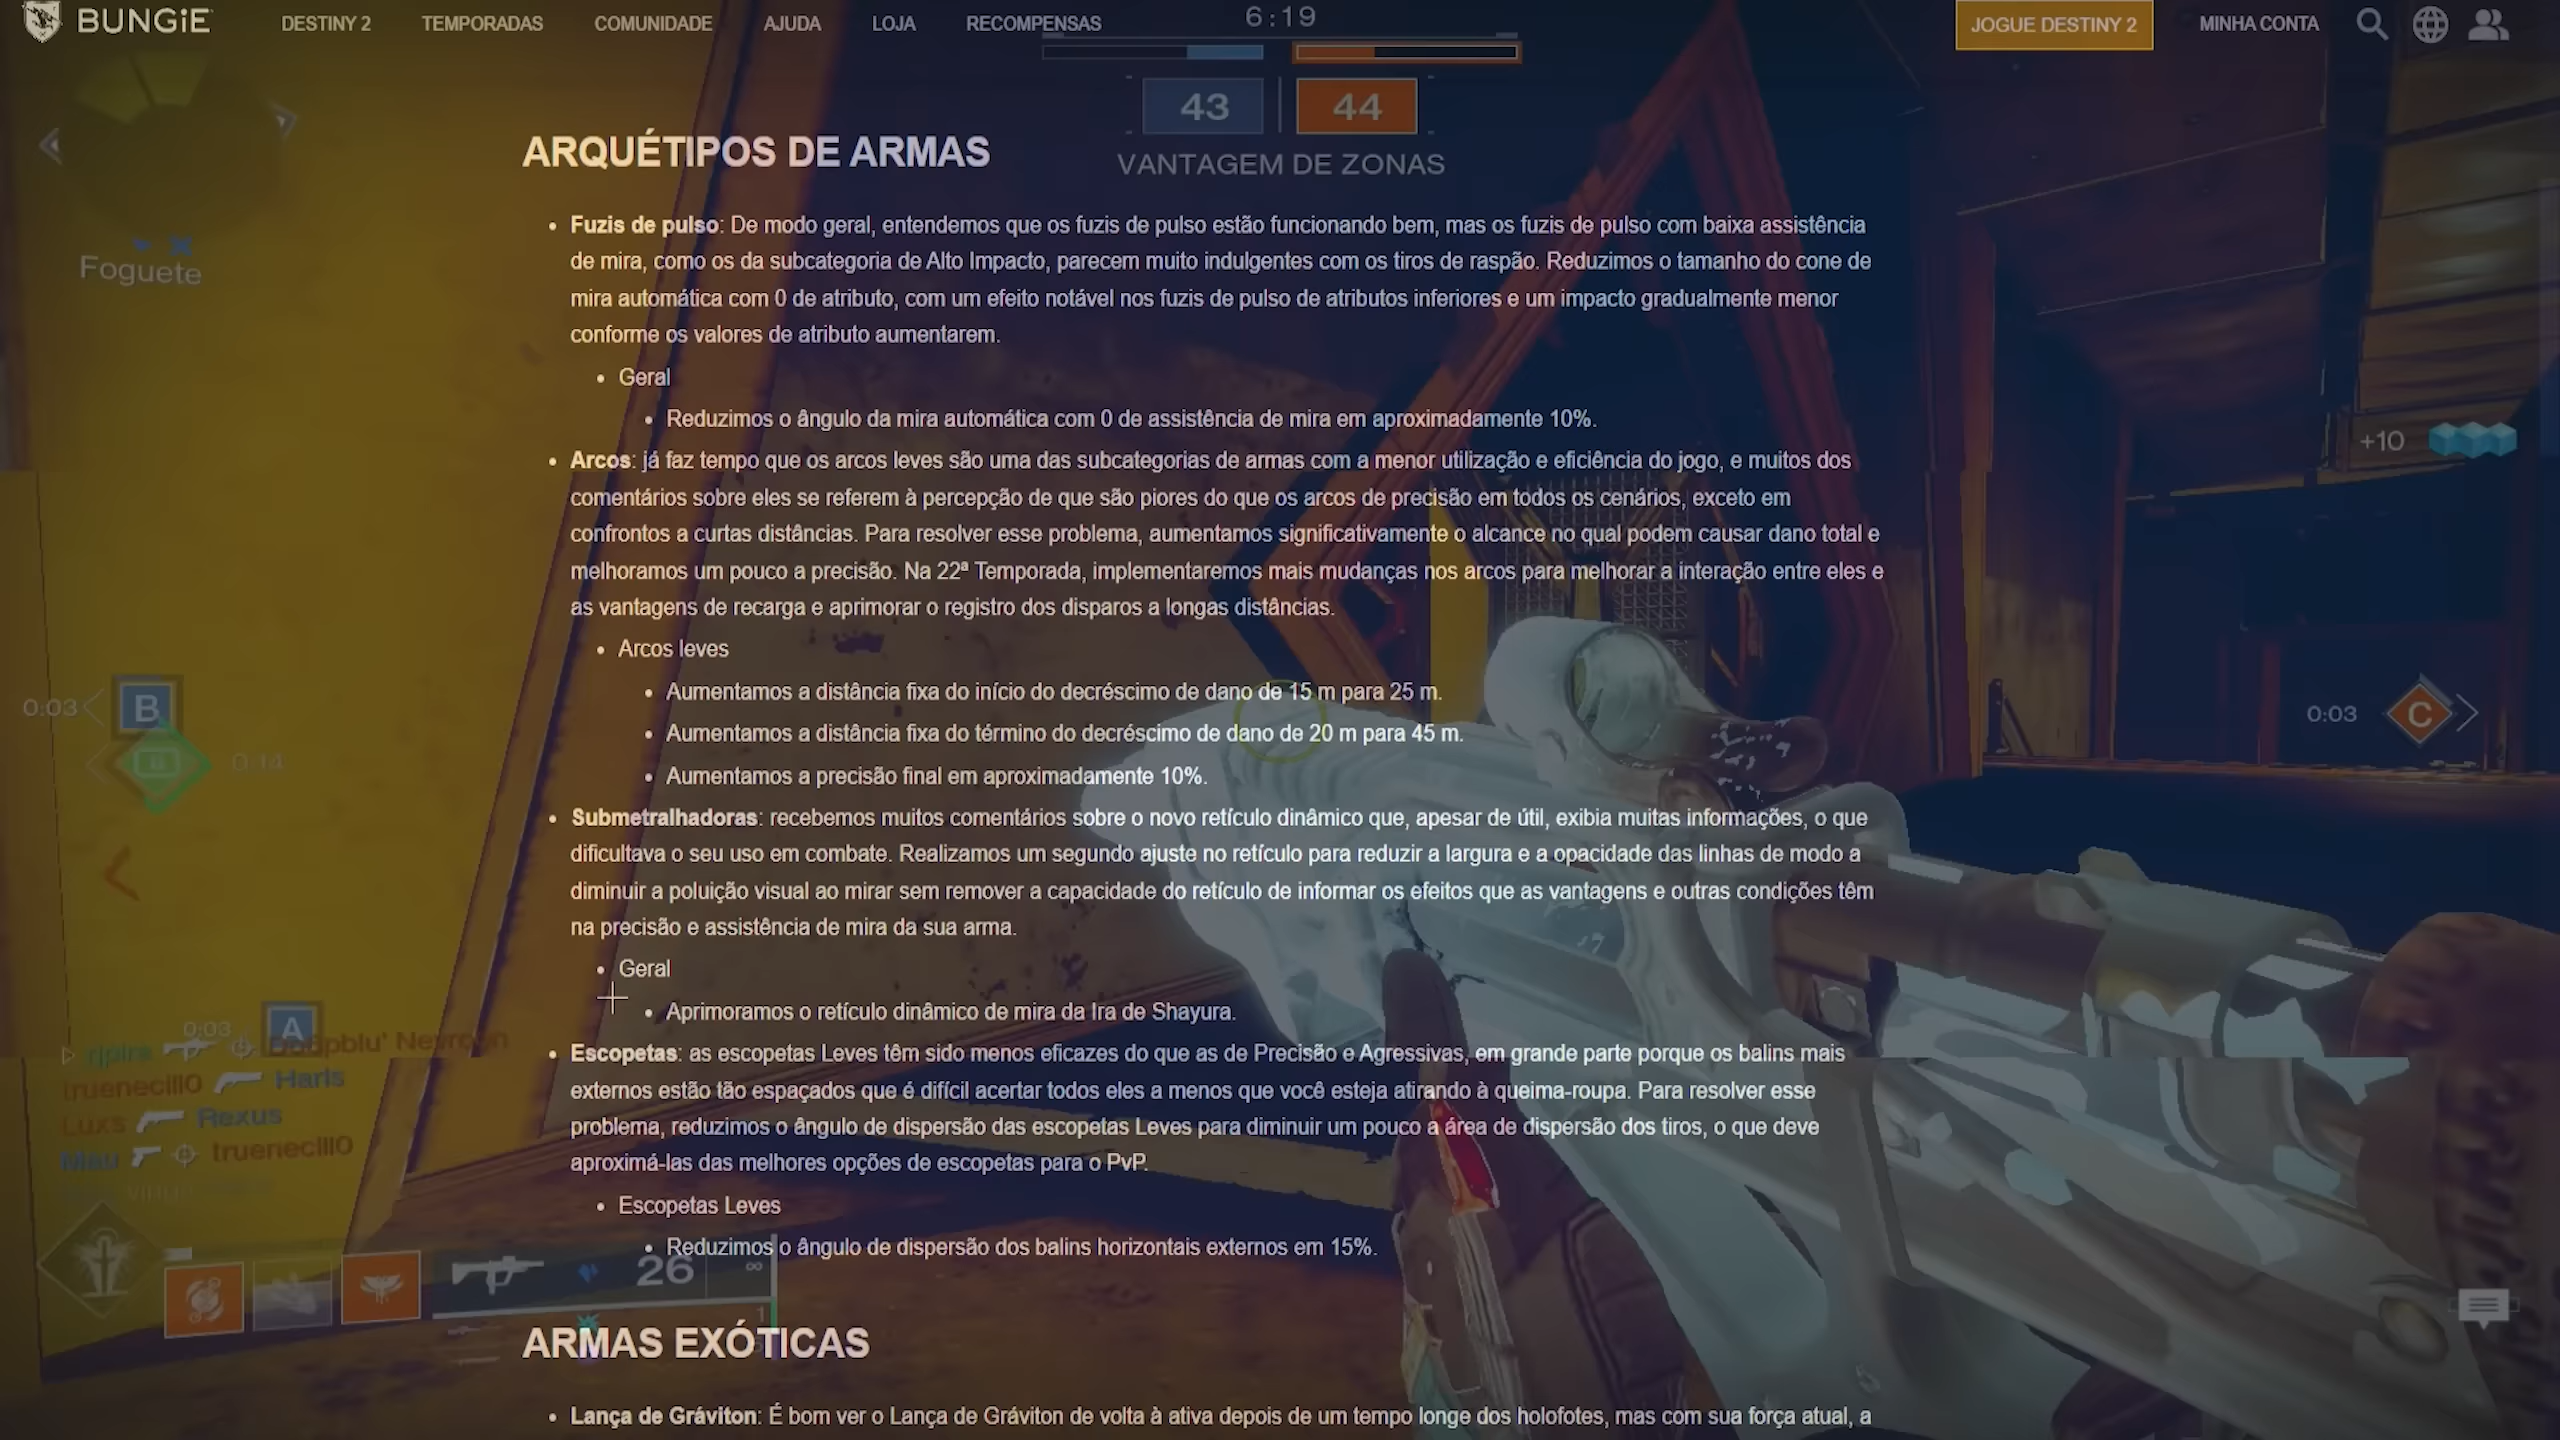 BUNGiE
DESTINY 2
TEMPORADAS
COMUNIDADE
AJUDA
LOJA
RECOMPENSAS
6:19
JOGUE DESTINY 2
MINHA CONTA
43
44
VANTAGEM DE ZONAS
ARQUÉTIPOS DE ARMAS
Foguete
• Fuzis de pulso: De modo geral, entendemos que os fuzis de pulso estão funcionando bem, mas os fuzis de pulso com baixa assistência
de mira, como os da subcategoria de Alto Impacto, parecem muito indulgentes com os tiros de raspão. Reduzimos o tamanho do cone de
mira automática com 0 de atributo, com um efeito notável nos fuzis de pulso de atributos inferiores e um impacto gradualmente menor
conforme os valores de atributo aumentarem.
• Geral
• Reduzimos o ângulo da mira automática com 0 de assistência de mira em aproximadamente 10%.
+10
• Arcos: já faz tempo que os arcos leves são uma das subcategorias de armas com a menor utilização e eficiência do jogo, e muitos dos
comentários sobre eles se referem à percepção de que são piores do que os arcos de precisão em todos os cenários, exceto em
confrontos a curtas distâncias. Para resolver esse problema, aumentamos significativamente o alcance no qual podem causar dano total e
melhoramos um pouco a precisão. Na 22ª Temporada, implementaremos mais mudanças nos arcos para melhorar a interação entre eles e
as vantagens de recarga e aprimorar o registro dos disparos a longas distâncias.
• Arcos leves
• Aumentamos a distância fixa do início do decréscimo de dano de 15 m para 25 m.
• Aumentamos a distância fixa do término do decréscimo de dano de 20 m para 45 m.
• Aumentamos a precisão final em aproximadamente 10%.
0:03
B
0:14
0:03
C
• Submetralhadoras: recebemos muitos comentários sobre o novo retículo dinâmico que, apesar de útil, exibia muitas informações, o que
dificultava o seu uso em combate. Realizamos um segundo ajuste no retículo para reduzir a largura e a opacidade das linhas de modo a
diminuir a poluição visual ao mirar sem remover a capacidade do retículo de informar os efeitos que as vantagens e outras condições têm
na precisão e assistência de mira da sua arma.
• Geral
• Aprimoramos o retículo dinâmico de mira da Ira de Shayura.
0:03
A
truenecill0 Haris
Luxs Rexus
Mau truenecill0
• Escopetas: as escopetas Leves têm sido menos eficazes do que as de Precisão e Agressivas, em grande parte porque os balins mais
externos estão tão espaçados que é difícil acertar todos eles a menos que você esteja atirando à queima-roupa. Para resolver esse
problema, reduzimos o ângulo de dispersão das escopetas Leves para diminuir um pouco a área de dispersão dos tiros, o que deve
aproximá-las das melhores opções de escopetas para o PvP.
• Escopetas Leves
• Reduzimos o ângulo de dispersão dos balins horizontais externos em 15%.
26
∞
1
ARMAS EXÓTICAS
• Lança de Gráviton: É bom ver o Lança de Gráviton de volta à ativa depois de um tempo longe dos holofotes, mas com sua força atual, a